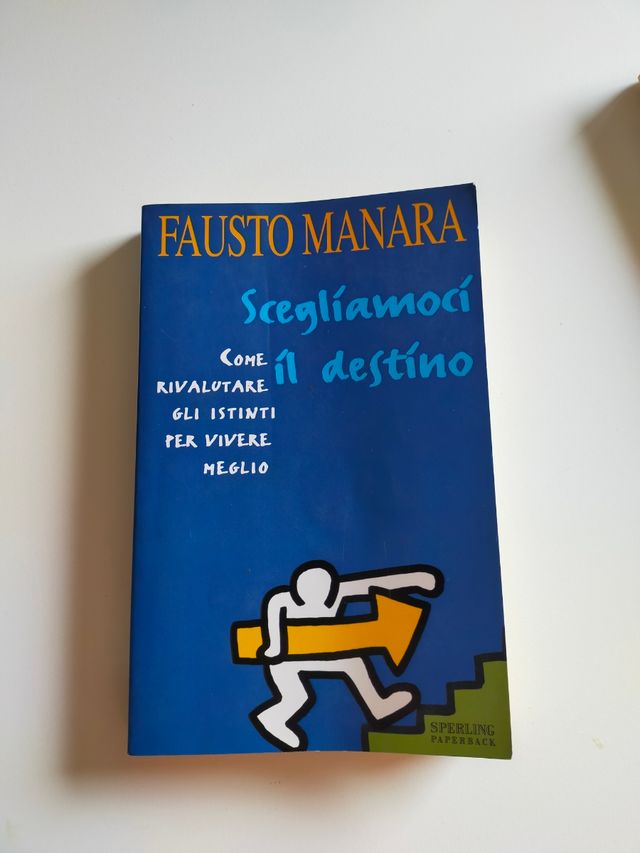 FAUSTO MANARA
Scegliamoci
il destino
COME
RIVALUTARE
GLI ISTINTI
PER VIVERE
MEGLIO
SPERLING
PAPERBACK